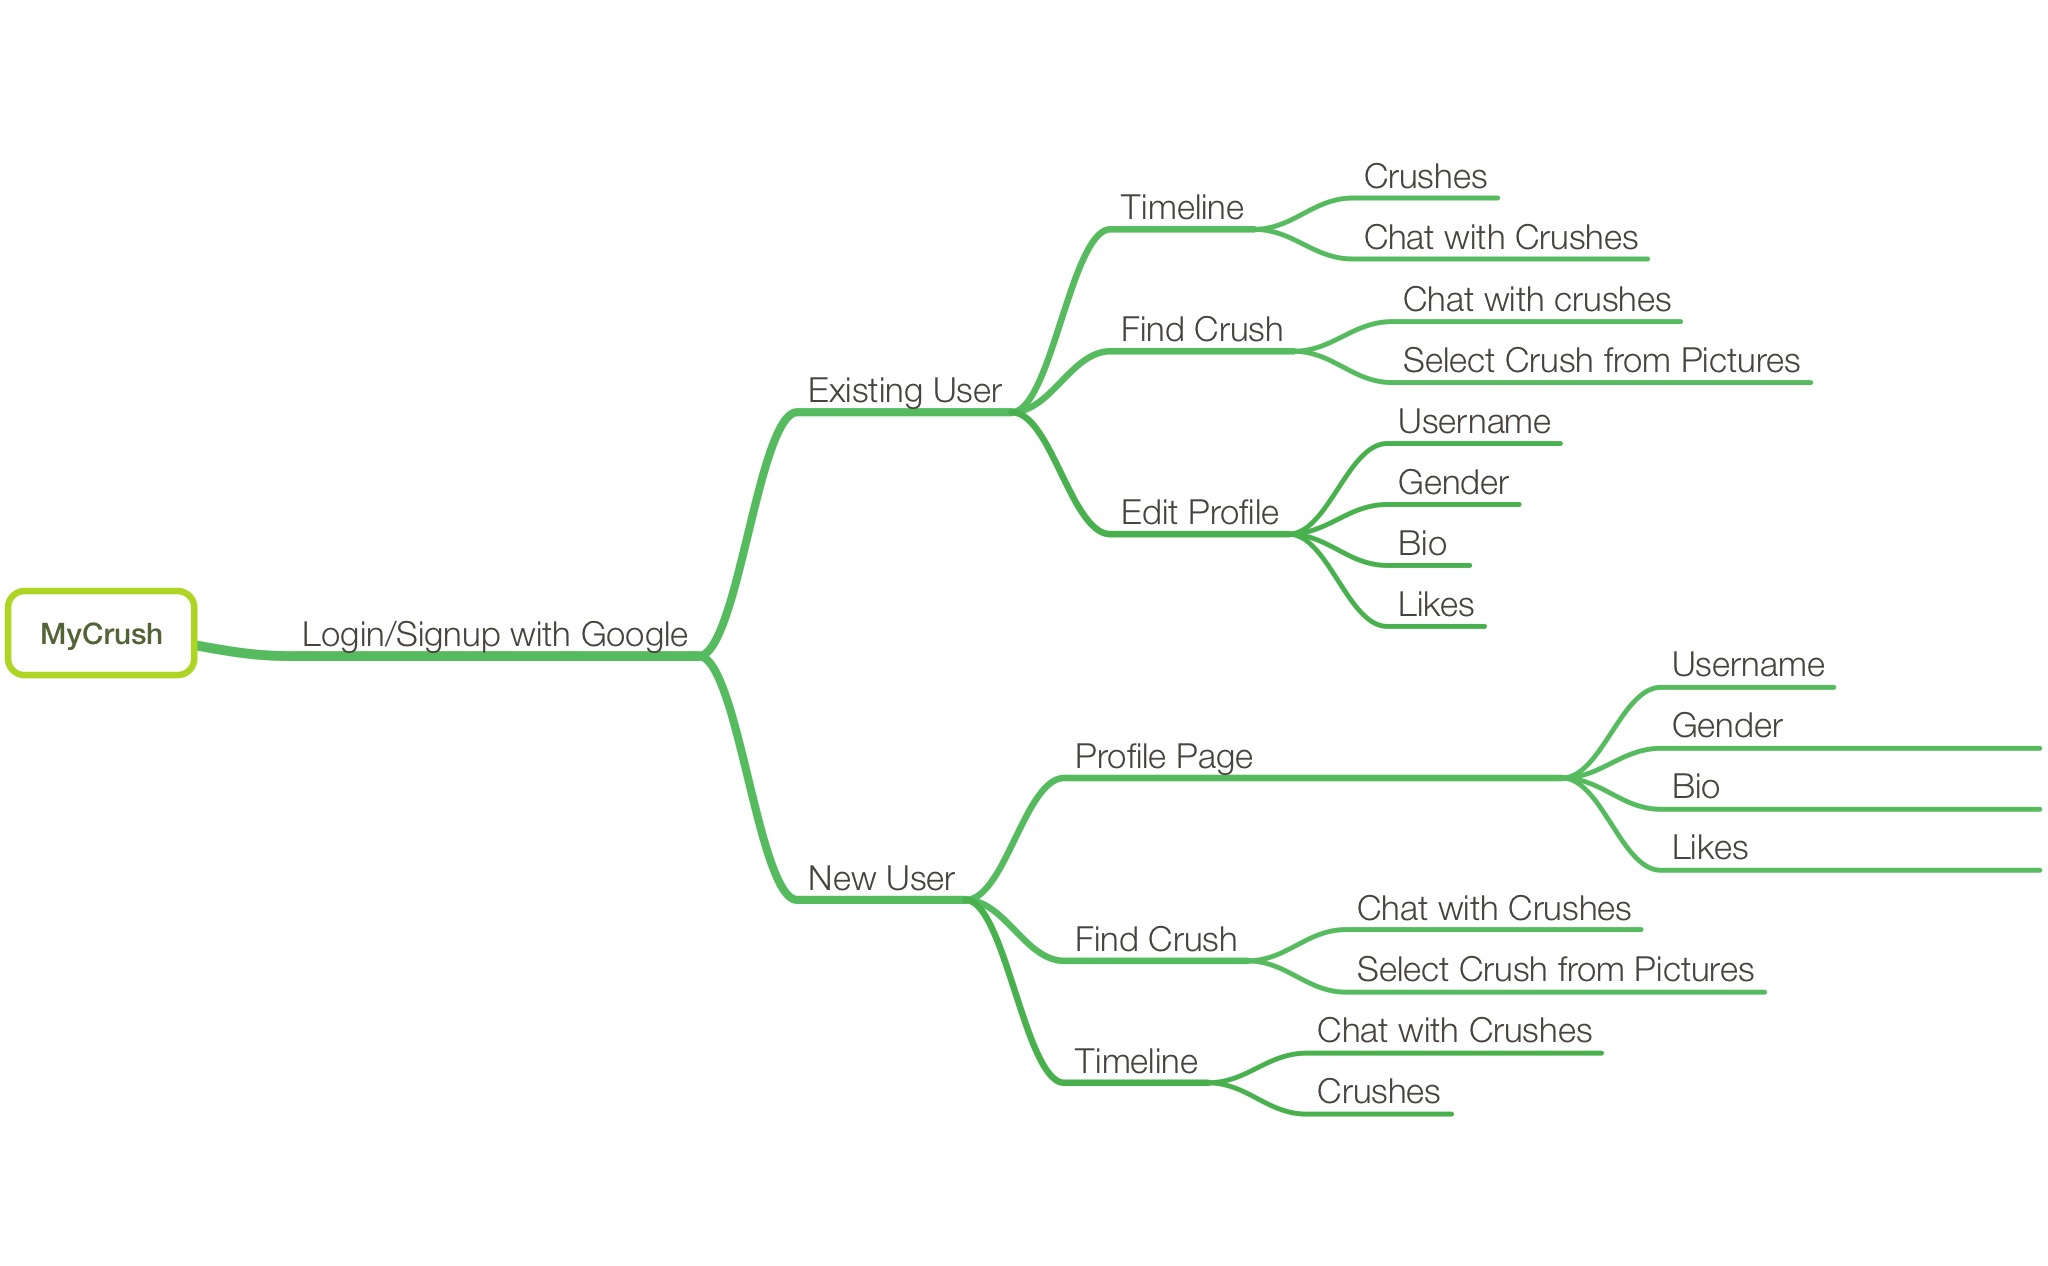 MyCrush
Login/Signup with Google
Existing User
Timeline
Crushes
Chat with Crushes
Find Crush
Chat with crushes
Select Crush from Pictures
Edit Profile
Username
Gender
Bio
Likes
New User
Profile Page
Username
Gender
Bio
Likes
Find Crush
Chat with Crushes
Select Crush from Pictures
Timeline
Chat with Crushes
Crushes